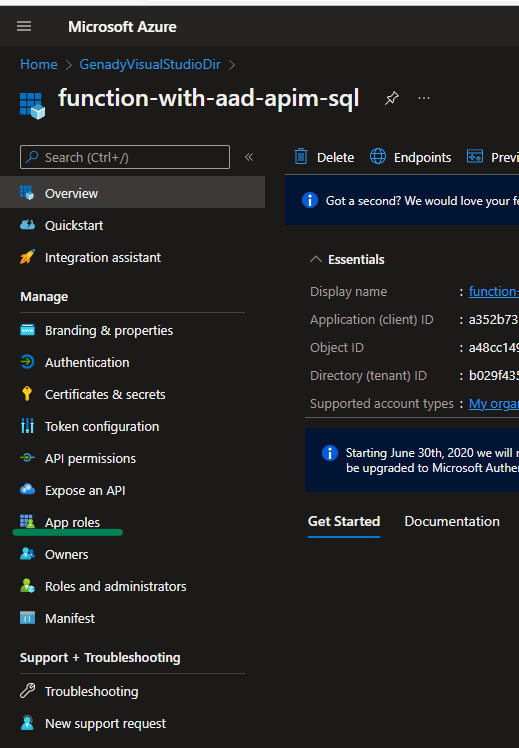 Microsoft Azure
Home > GenadyVisualStudioDir >
function-with-aad-apim-sql
Search (Ctrl+/)
Overview
Quickstart
Integration assistant
Manage
Branding & properties
Authentication
Certificates & secrets
Token configuration
API permissions
Expose an API
App roles
Owners
Roles and administrators
Manifest
Support + Troubleshooting
Troubleshooting
New support request
Delete Endpoints Previ
Got a second? We would love your fe
Essentials
Display name : function-
Application (client) ID : a352b73
Object ID : a48cc149
Directory (tenant) ID : b029f435
Supported account types : My orga
Starting June 30th, 2020 we will
be upgraded to Microsoft Authe
Get Started Documentation